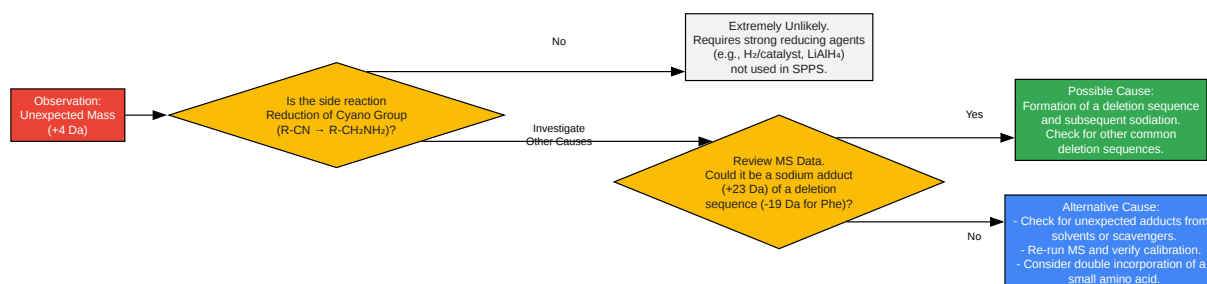 Observation:
Unexpected Mass
(+4 Da)
Is the side reaction
Reduction of Cyano Group
(R-CN → R-CH₂NH₂)?
No
Extremely Unlikely.
Requires strong reducing agents
(e.g., H₂/catalyst, LiAlH₄)
not used in SPPS.
Investigate
Other Causes
Review MS Data.
Could it be a sodium adduct
(+23 Da) of a deletion
sequence (-19 Da for Phe)?
Yes
Possible Cause:
Formation of a deletion sequence
and subsequent sodiation.
Check for other common
deletion sequences.
No
Alternative Cause:
- Check for unexpected adducts from
solvents or scavengers.
- Re-run MS and verify calibration.
- Consider double incorporation of a
small amino acid.